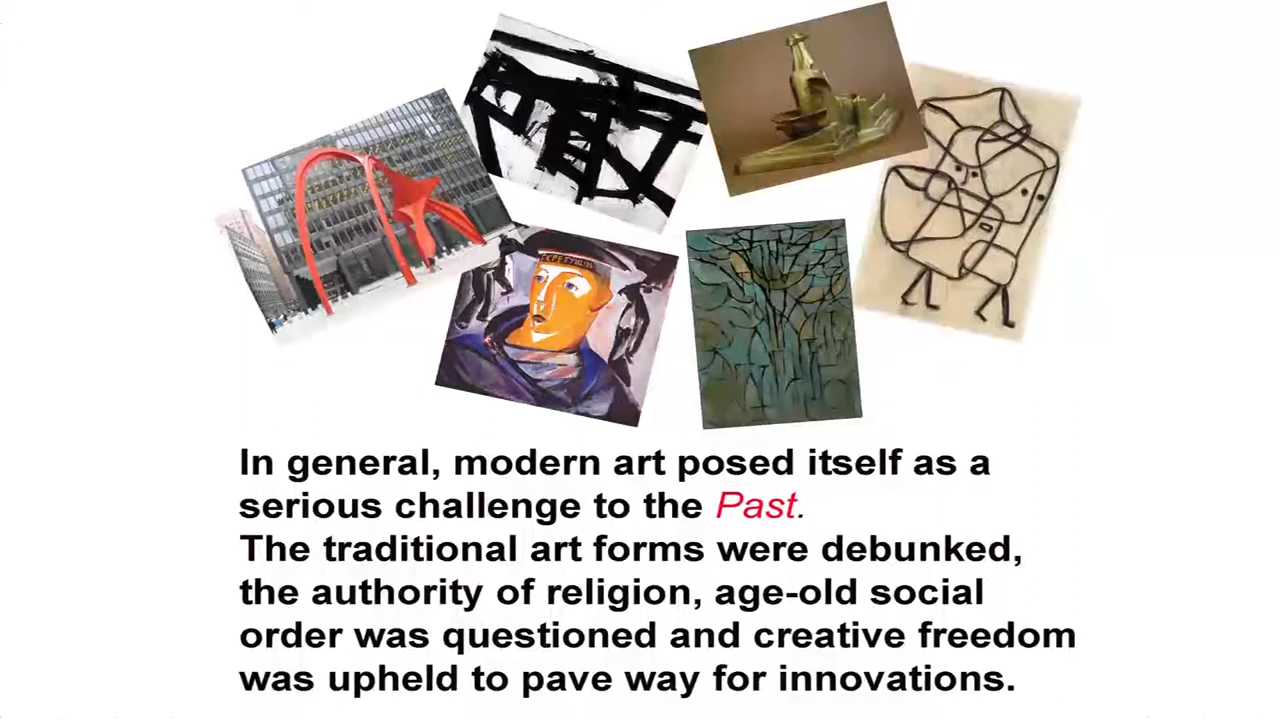 In general, modern art posed itself as a
serious challenge to the Past.
The traditional art forms were debunked,
the authority of religion, age-old social
order was questioned and creative freedom
was upheld to pave way for innovations.